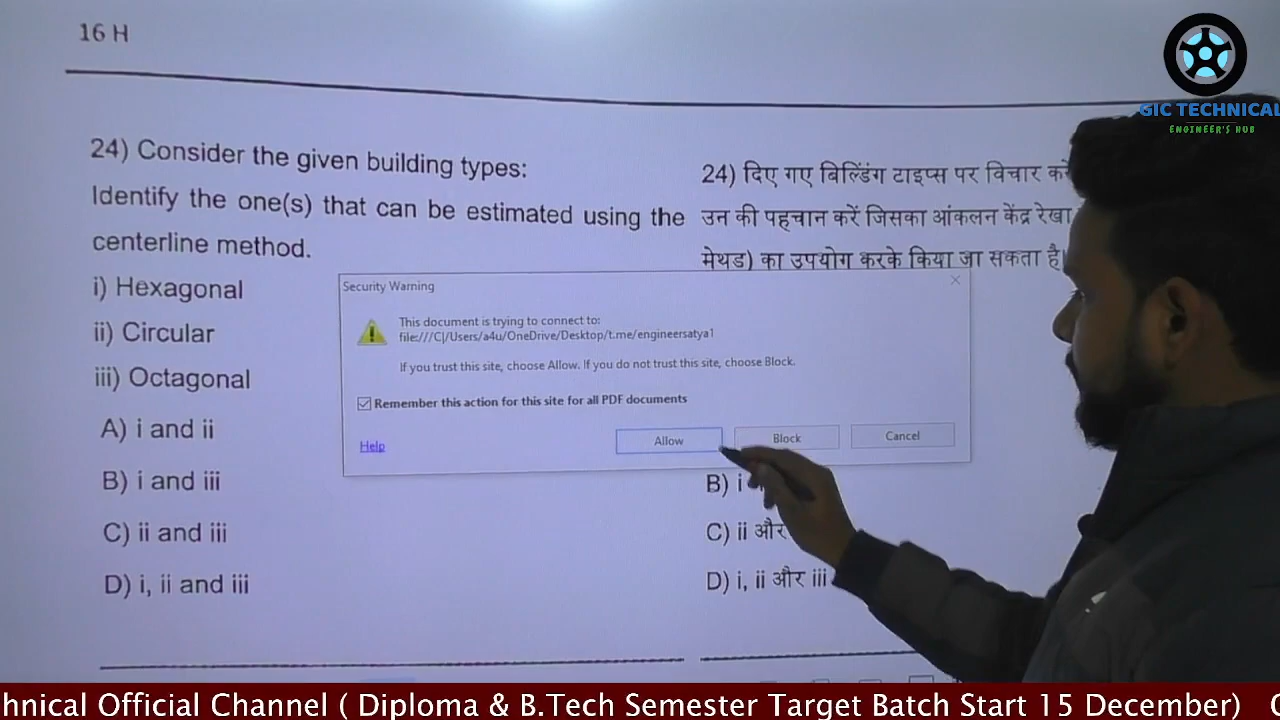 16 H
GIC TECHNICAL
ENGINEER'S HUB
24) Consider the given building types:
Identify the one(s) that can be estimated using the
centerline method.
i) Hexagonal
ii) Circular
iii) Octagonal
A) i and ii
B) i and iii
C) ii and iii
D) i, ii and iii
24) दिए गए बिल्डिंग टाइप्स पर विचार करें
उन की पहचान करें जिसका आंकलन केंद्र रेखा
मेथड) का उपयोग करके किया जा सकता है।
Security Warning
This document is trying to connect to:
file:///C|/Users/a4u/OneDrive/Desktop/t.me/engineersatya1
If you trust this site, choose Allow. If you do not trust this site, choose Block.
Remember this action for this site for all PDF documents
Help
Allow
Block
Cancel
B) i
C) ii और
D) i, ii और iii
hnical Official Channel ( Diploma & B.Tech Semester Target Batch Start 15 December)